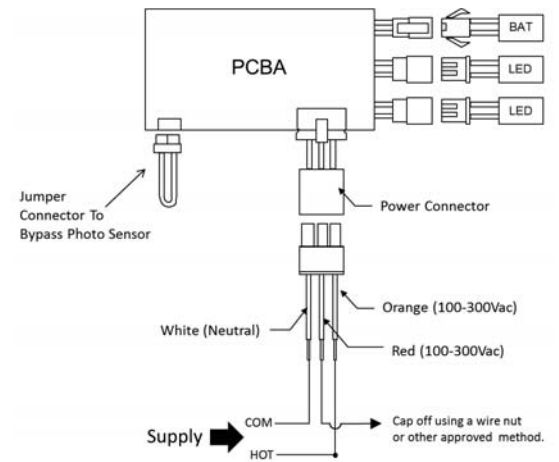 BAT
PCBA
LED
LED
Jumper
Connector To
Bypass Photo Sensor
Power Connector
Orange (100-300Vac)
White (Neutral)
Red (100-300Vac)
COM
Cap off using a wire nut
or other approved method.
Supply
HOT